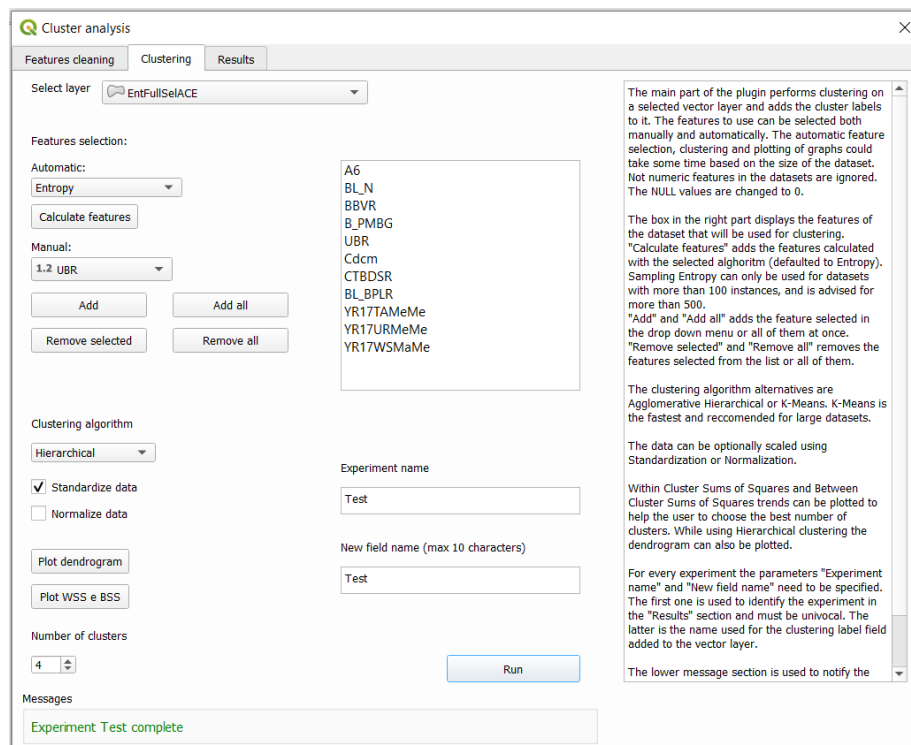 Cluster analysis
Features cleaning
Clustering
Results
Select layer
EntFullSelACE
Features selection:
Automatic:
Entropy
Calculate features
Manual:
1.2 UBR
Add
Add all
Remove selected
Remove all
A6
BL_N
BBVR
B_PMBG
UBR
Cdcm
CTBDSR
BL_BPLR
YR17TAMeMe
YR17URMeMe
YR17WSMaMe
Clustering algorithm
Hierarchical
Standardize data
Normalize data
Plot dendrogram
Plot WSS e BSS
Number of clusters
4
Experiment name
Test
New field name (max 10 characters)
Test
Run
Messages
Experiment Test complete
The main part of the plugin performs clustering on
a selected vector layer and adds the cluster labels
to it. The features to use can be selected both
manually and automatically. The automatic feature
selection, clustering and plotting of graphs could
take some time based on the size of the dataset.
Not numeric features in the datasets are ignored.
The NULL values are changed to 0.
The box in the right part displays the features of
the dataset that will be used for clustering.
"Calculate features" adds the features calculated
with the selected alghoritm (defaulted to Entropy).
Sampling Entropy can only be used for datasets
with more than 100 instances, and is advised for
more than 500.
"Add" and "Add all" adds the feature selected in
the drop down menu or all of them at once.
"Remove selected" and "Remove all" removes the
features selected from the list or all of them.
The clustering algorithm alternatives are
Agglomerative Hierarchical or K-Means. K-Means is
the fastest and reccomended for large datasets.
The data can be optionally scaled using
Standardization or Normalization.
Within Cluster Sums of Squares and Between
Cluster Sums of Squares trends can be plotted to
help the user to choose the best number of
clusters. While using Hierarchical clustering the
dendrogram can also be plotted.
For every experiment the parameters "Experiment
name" and "New field name" need to be specified.
The first one is used to identify the experiment in
the "Results" section and must be univocal. The
latter is the name used for the clustering label field
added to the vector layer.
The lower message section is used to notify the